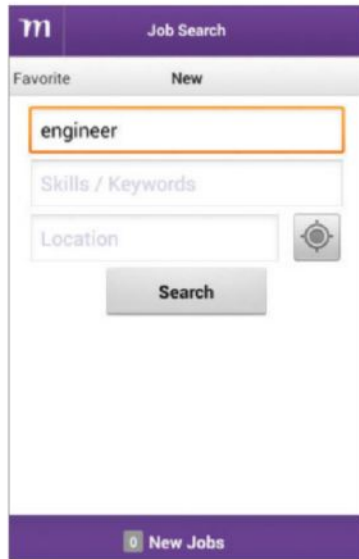 m Job Search
Favorite New
engineer
Skills / Keywords
Location
Search
0 New Jobs